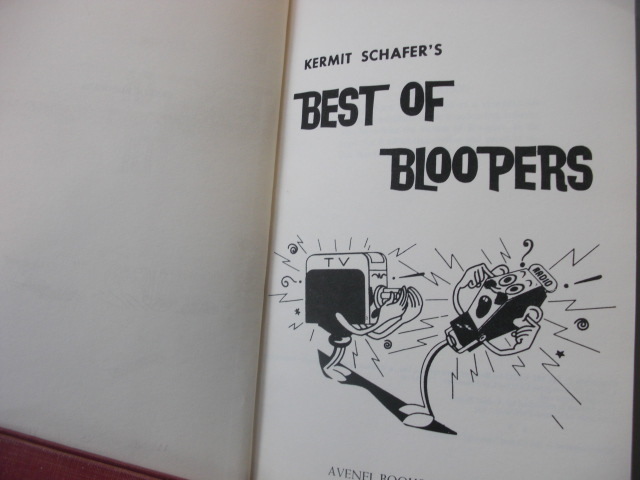 KERMIT SCHAFER'S
BEST OF
BLOOPERS
TV
RADIO
AVENEL BOOKS